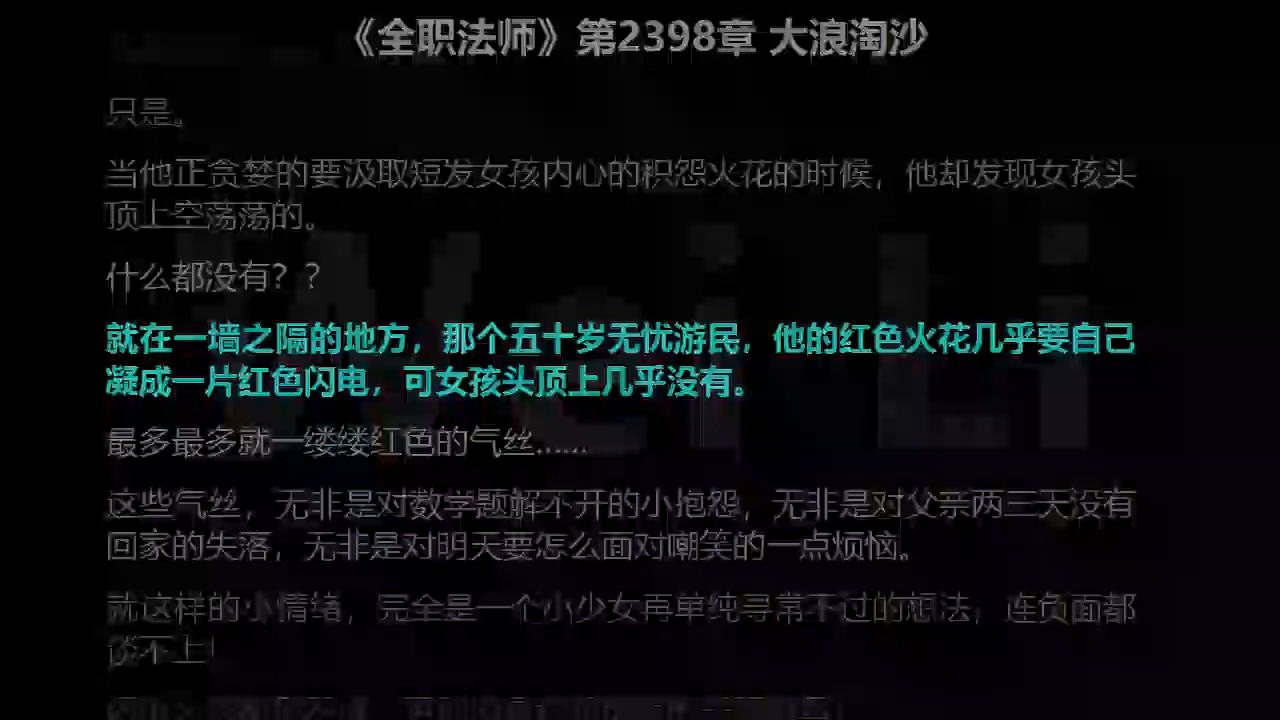 《全职法师》第2398章 大浪淘沙
只是。
当他正贪婪的要汲取短发女孩内心的积怨火花的时候，他却发现女孩头
顶上空荡荡的。
什么都没有？？
就在一墙之隔的地方，那个五十岁无忧游民，他的红色火花几乎要自己
凝成一片红色闪电，可女孩头顶上几乎没有。
最多最多就一缕缕红色的气丝……
这些气丝，无非是对数学题解不开的小抱怨，无非是对父亲两三天没有
回家的失落，无非是对明天要怎么面对嘲笑的一点烦恼。
就这样的小情绪，完全是一个小少女再单纯寻常不过的想法，连负面都
谈不上！
Wei Li